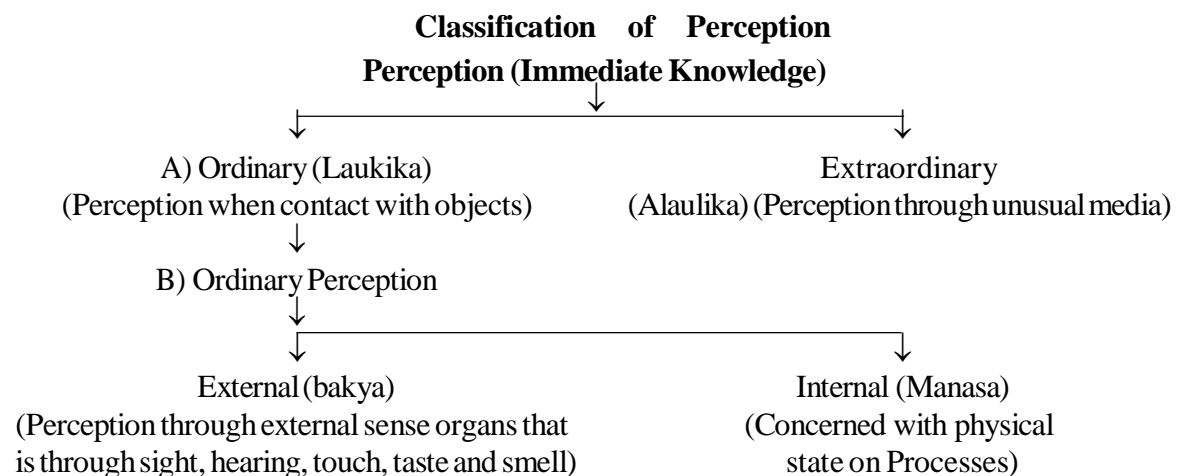 Classification of Perception
Perception (Immediate Knowledge)
A) Ordinary (Laukika)
Extraordinary
(Perception when contact with objects)
(Alaulika) (Perception through unusual media)
B) Ordinary Perception
External (bakya)
Internal (Manasa)
(Perception through external sense organs that
(Concerned with physical
is through sight, hearing, touch, taste and smell)
state on Processes)